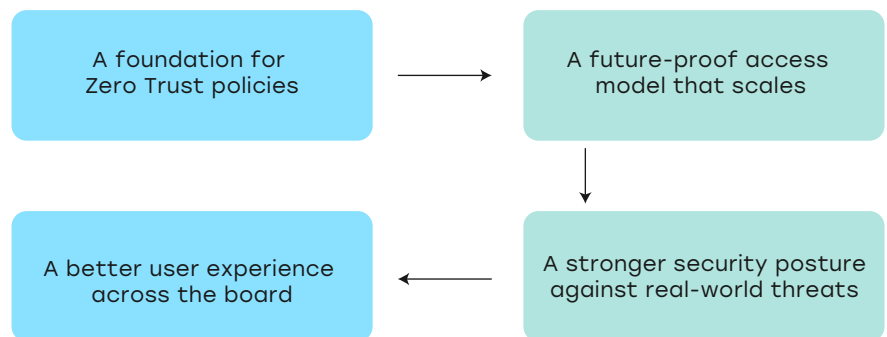 A foundation for
Zero Trust policies
A future-proof access
model that scales
A stronger security posture
against real-world threats
A better user experience
across the board